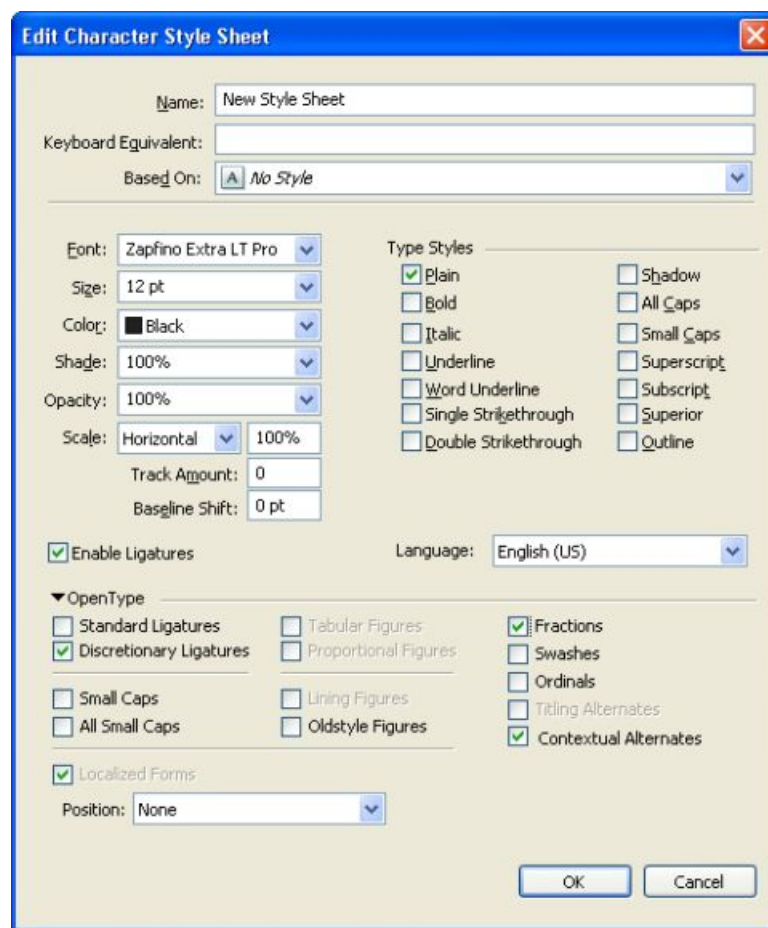 Edit Character Style Sheet
Name: New Style Sheet
Keyboard Equivalent:
Based On: A No Style
Font: Zapfino Extra LT Pro
Size: 12 pt
Color: Black
Shade: 100%
Opacity: 100%
Scale: Horizontal 100%
Track Amount: 0
Baseline Shift: 0 pt
Type Styles
Plain Shadow
Bold All Caps
Italic Small Caps
Underline Superscript
Word Underline Subscript
Single Strikethrough Superior
Double Strikethrough Outline
Enable Ligatures Language: English (US)
OpenType
Standard Ligatures Tabular Figures Fractions
Discretionary Ligatures Proportional Figures Swashes
Ordinals
Small Caps Lining Figures Titling Alternates
All Small Caps Oldstyle Figures Contextual Alternates
Localized Forms
Position: None
OK Cancel